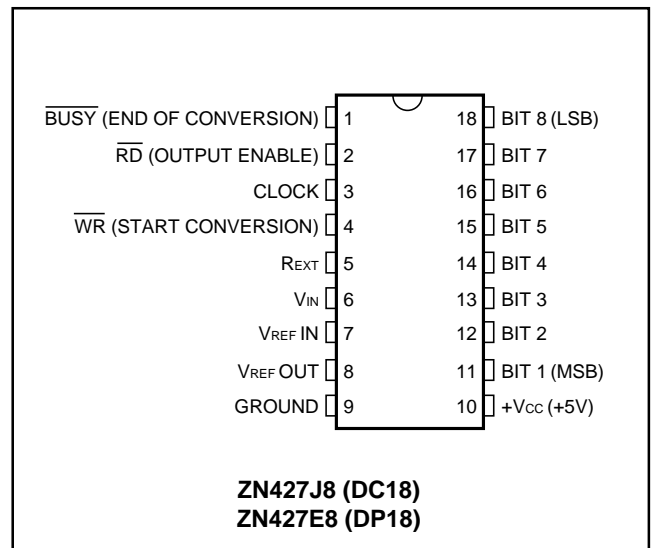 BUSY (END OF CONVERSION) 1 18 BIT 8 (LSB)
RD (OUTPUT ENABLE) 2 17 BIT 7
CLOCK 3 16 BIT 6
WR (START CONVERSION) 4 15 BIT 5
REXT 5 14 BIT 4
VIN 6 13 BIT 3
VREF IN 7 12 BIT 2
VREF OUT 8 11 BIT 1 (MSB)
GROUND 9 10 +VCC (+5V)
ZN427J8 (DC18)
ZN427E8 (DP18)